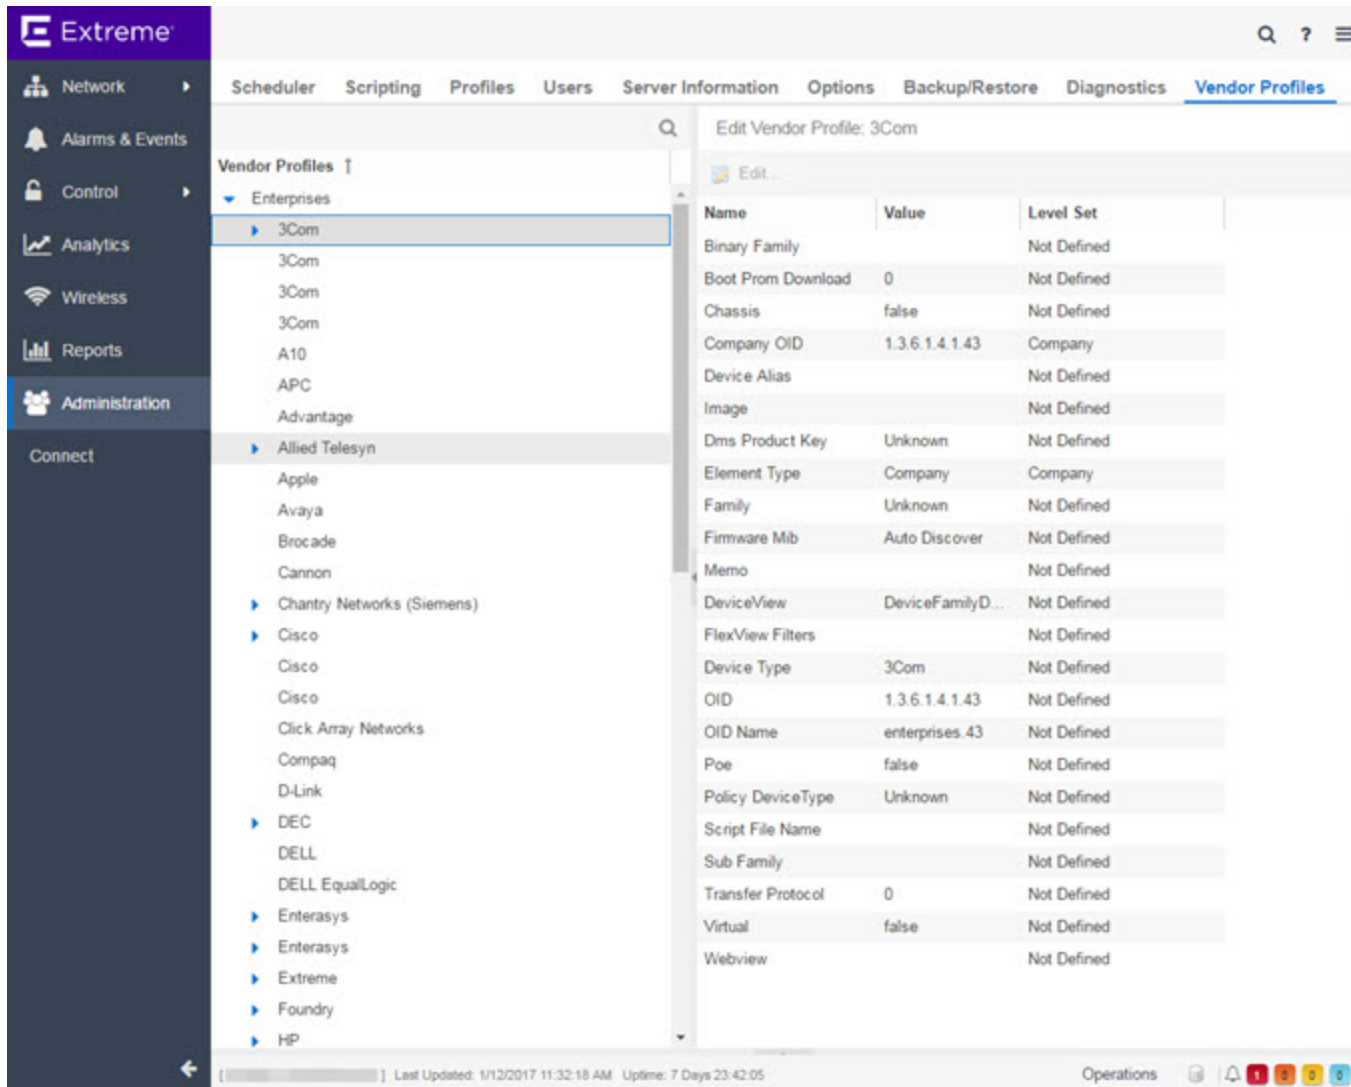 Extreme
Network
Alarms & Events
Control
Analytics
Wireless
Reports
Administration
Connect
? 
Scheduler Scripting Profiles Users Server Information Options Backup/Restore Diagnostics Vendor Profiles
Vendor Profiles
Enterprises
3Com
3Com
3Com
3Com
A10
APC
Advantage
Allied Telesyn
Apple
Avaya
Brocade
Cannon
Chantry Networks (Siemens)
Cisco
Cisco
Cisco
Click Array Networks
Compaq
D-Link
DEC
DELL
DELL EqualLogic
Enterasys
Enterasys
Extreme
Foundry
HP
Edit Vendor Profile: 3Com
Edit...
Name Value Level Set
Binary Family Not Defined
Boot Prom Download 0 Not Defined
Chassis false Not Defined
Company OID 1.3.6.1.4.1.43 Company
Device Alias Not Defined
Image Not Defined
Dms Product Key Unknown Not Defined
Element Type Company Company
Family Unknown Not Defined
Firmware Mib Auto Discover Not Defined
Memo Not Defined
DeviceView DeviceFamilyD... Not Defined
FlexView Filters Not Defined
Device Type 3Com Not Defined
OID 1.3.6.1.4.1.43 Not Defined
OID Name enterprises.43 Not Defined
Poe false Not Defined
Policy DeviceType Unknown Not Defined
Script File Name Not Defined
Sub Family Not Defined
Transfer Protocol 0 Not Defined
Virtual false Not Defined
Webview Not Defined
[ ] Last Updated: 1/12/2017 11:32:18 AM Uptime: 7 Days 23:42:05 Operations 1 0 0 0